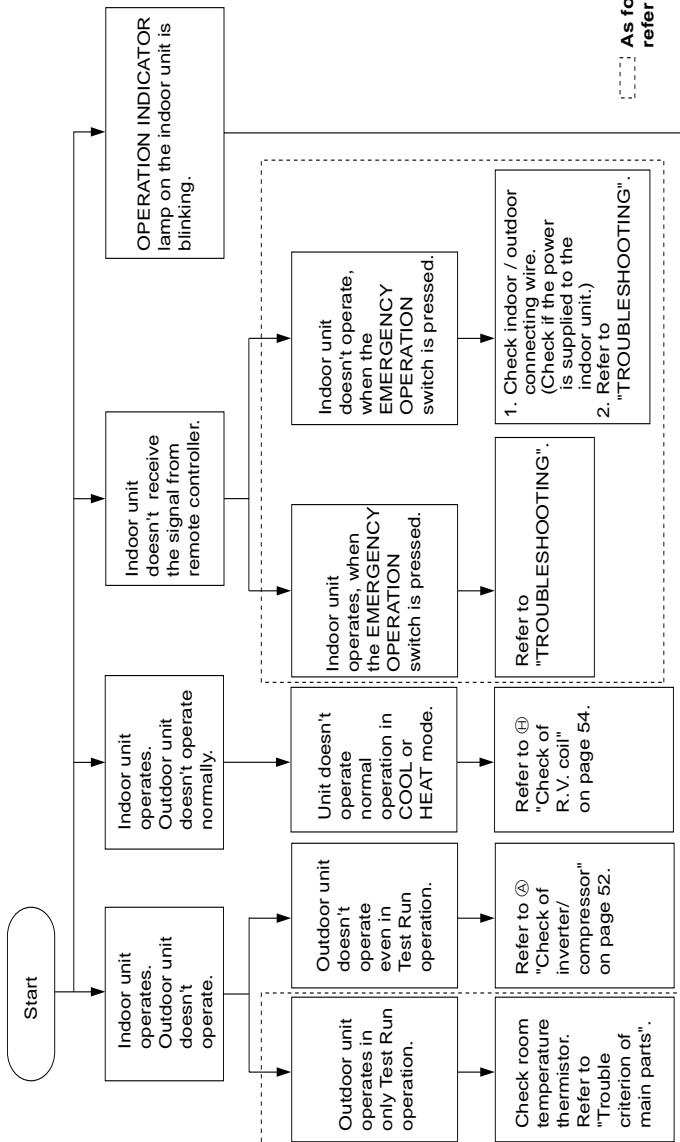 Start
Indoor unit
operates.
Outdoor unit
doesn't
operate.
Indoor unit
operates.
Outdoor unit
doesn't operate
normally.
Indoor unit
doesn't receive
the signal from
remote controller.
OPERATION INDICATOR
lamp on the indoor unit is
blinking.
Outdoor unit
operates in
only Test Run
operation.
Outdoor unit
doesn't
operate
even in
Test Run
operation.
Unit doesn't
operate
normal
operation in
COOL or
HEAT mode.
Indoor unit
operates, when
the EMERGENCY
OPERATION
switch is pressed.
Indoor unit
doesn't operate,
when the
EMERGENCY
OPERATION
switch is pressed.
Check room
temperature
thermistor.
Refer to
"Trouble
criterion of
main parts".
Refer to Ⓐ
"Check of
inverter/
compressor"
on page 52.
Refer to Ⓗ
"Check of
R.V. coil"
on page 54.
Refer to
"TROUBLESHOOTING".
1. Check indoor / outdoor
connecting wire.
(Check if the power
is supplied to the
indoor unit.)
2. Refer to
"TROUBLESHOOTING".
As fo
refer